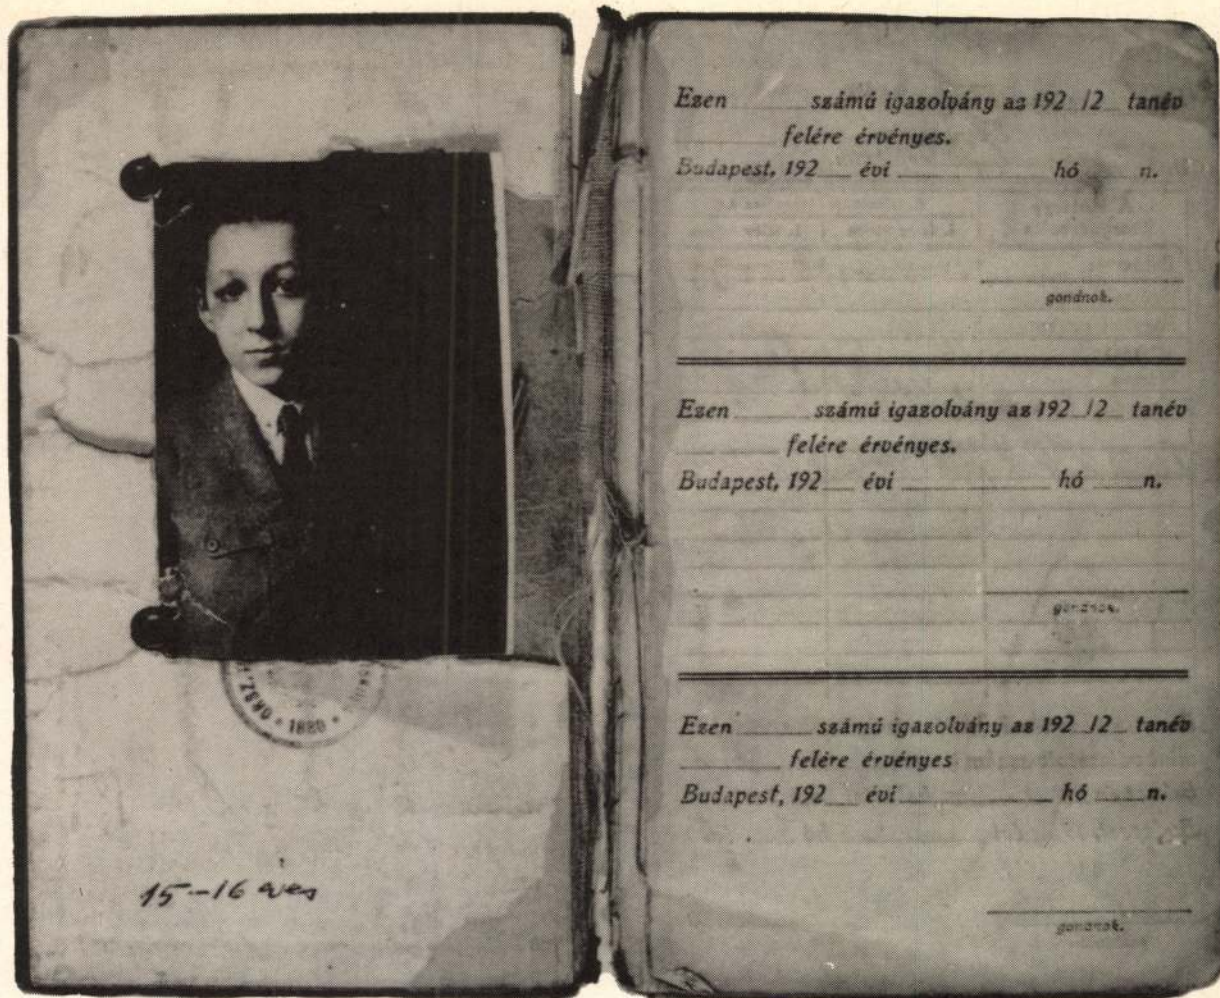 ORSZ.
1880
15-16 éves
Ezen számú igazolvány az 192 /2 tanév
felére érvényes.
Budapest, 192 évi hó n.
gondnok.
Ezen számú igazolvány az 192 /2 tanév
felére érvényes.
Budapest, 192 évi hó n.
gondnok.
Ezen számú igazolvány az 192 /2 tanév
felére érvényes
Budapest, 192 évi hó n.
gondnok.